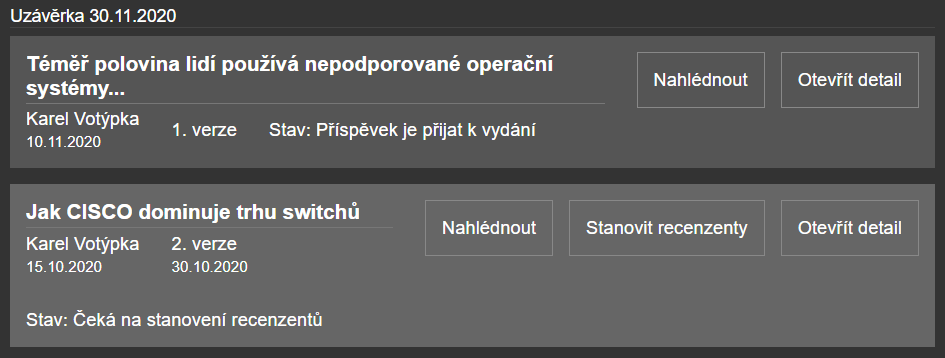 Uzávěrka 30.11.2020
Téměř polovina lidí používá nepodporované operační
systémy...
Nahlédnout
Otevřít detail
Karel Votýpka
10.11.2020
1. verze
Stav: Příspěvek je přijat k vydání
Jak CISCO dominuje trhu switchů
Nahlédnout
Stanovit recenzenty
Otevřít detail
Karel Votýpka
15.10.2020
2. verze
30.10.2020
Stav: Čeká na stanovení recenzentů